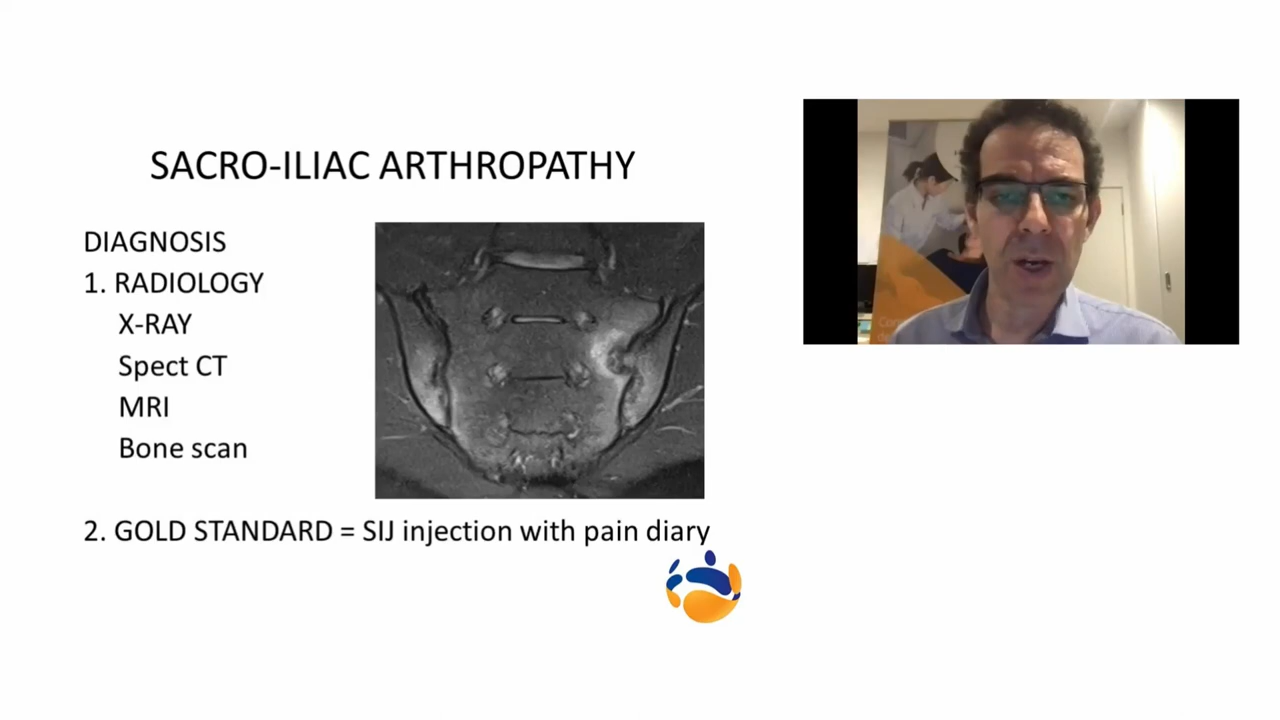 SACRO-ILIAC ARTHROPATHY
DIAGNOSIS
1. RADIOLOGY
X-RAY
Spect CT
MRI
Bone scan
2. GOLD STANDARD = SIJ injection with pain diary